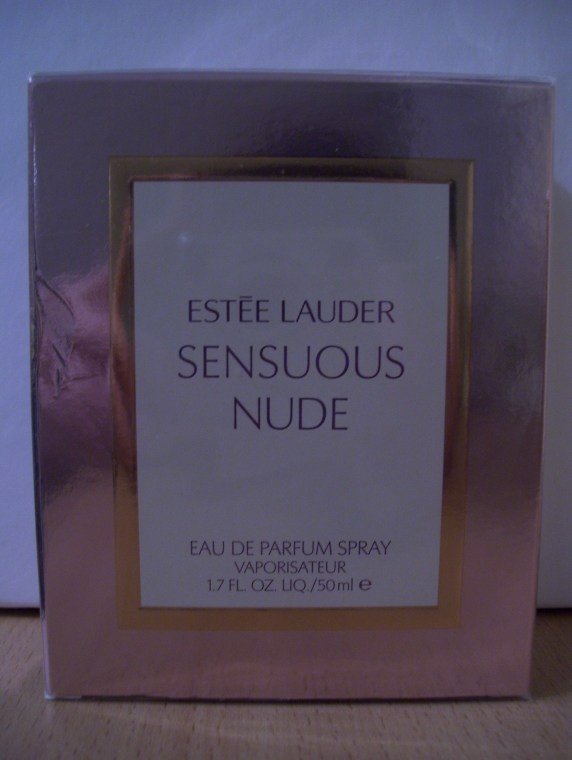 ESTĒE LAUDER
SENSUOUS
NUDE
EAU DE PARFUM SPRAY
VAPORISATEUR
1.7 FL. OZ. LIQ./50ml ℮